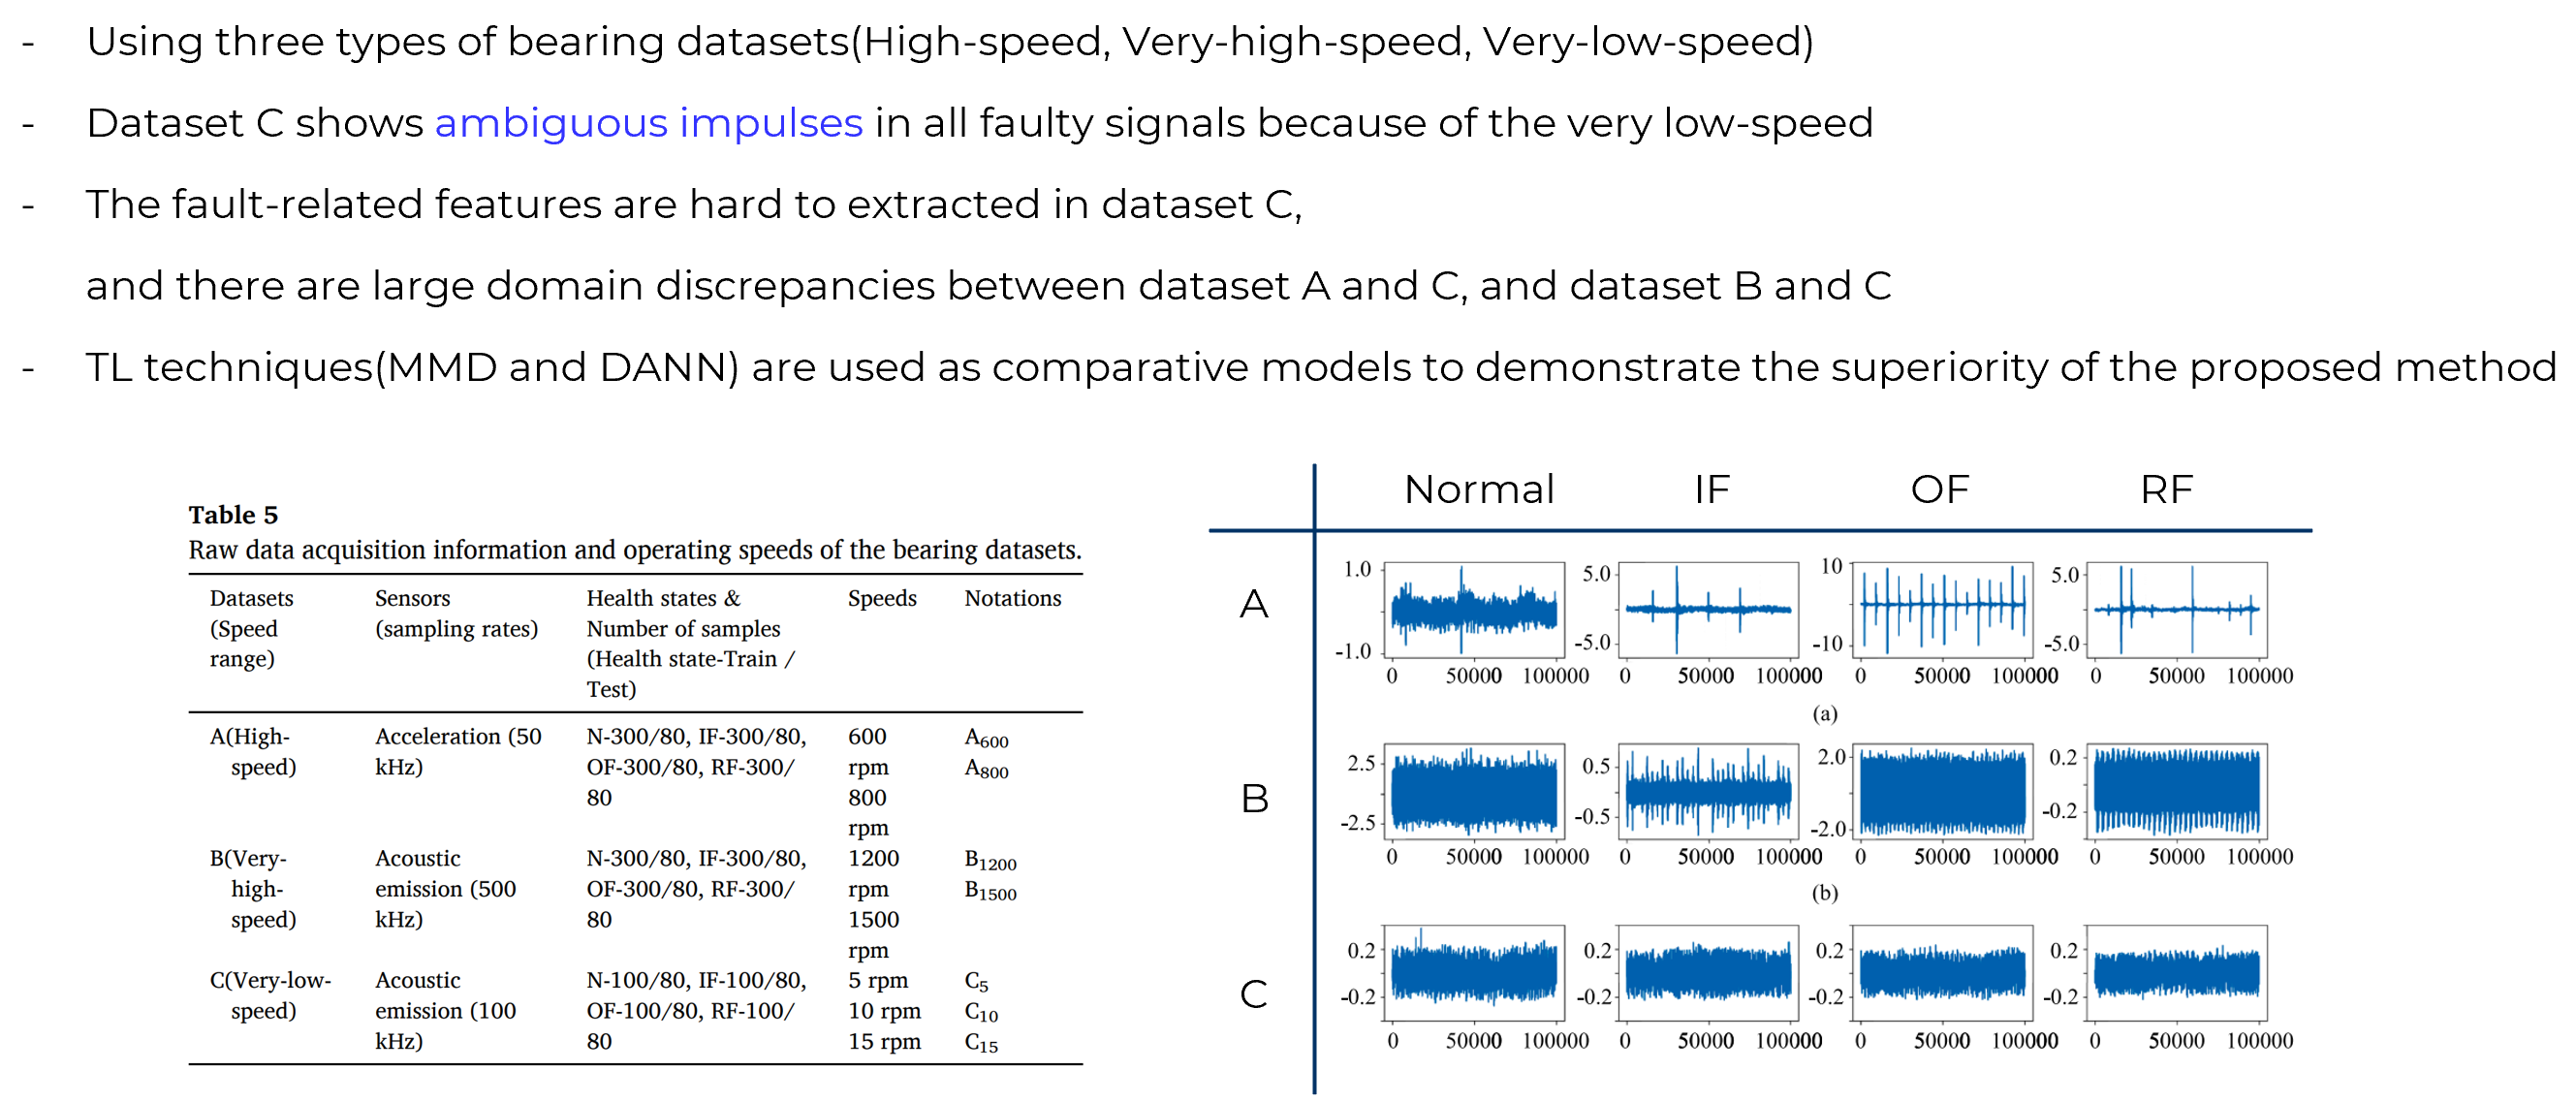 - Using three types of bearing datasets(High-speed, Very-high-speed, Very-low-speed)
- Dataset C shows ambiguous impulses in all faulty signals because of the very low-speed
- The fault-related features are hard to extracted in dataset C,
and there are large domain discrepancies between dataset A and C, and dataset B and C
- TL techniques(MMD and DANN) are used as comparative models to demonstrate the superiority of the proposed method
Table 5
Raw data acquisition information and operating speeds of the bearing datasets.
Datasets Sensors Health states & Speeds Notations
(Speed (sampling rates) Number of samples
range) (Health state-Train /
Test)
A(High- Acceleration (50 N-300/80, IF-300/80, 600 A600
speed) kHz) OF-300/80, RF-300/ rpm A800
80 800
rpm
B(Very- Acoustic N-300/80, IF-300/80, 1200 B1200
high- emission (500 OF-300/80, RF-300/ rpm B1500
speed) kHz) 80 1500
rpm
C(Very-low- Acoustic N-100/80, IF-100/80, 5 rpm C5
speed) emission (100 OF-100/80, RF-100/ 10 rpm C10
kHz) 80 15 rpm C15
Normal IF OF RF
A
1.0 5.0 10 5.0
-1.0 -5.0 -10 -5.0
0 50000 100000 0 50000 100000 0 50000 100000 0 50000 100000
(a)
B
2.5 0.5 2.0 0.2
-2.5 -0.5 -2.0 -0.2
0 50000 100000 0 50000 100000 0 50000 100000 0 50000 100000
(b)
C
0.2 0.2 0.2 0.2
-0.2 -0.2 -0.2 -0.2
0 50000 100000 0 50000 100000 0 50000 100000 0 50000 100000